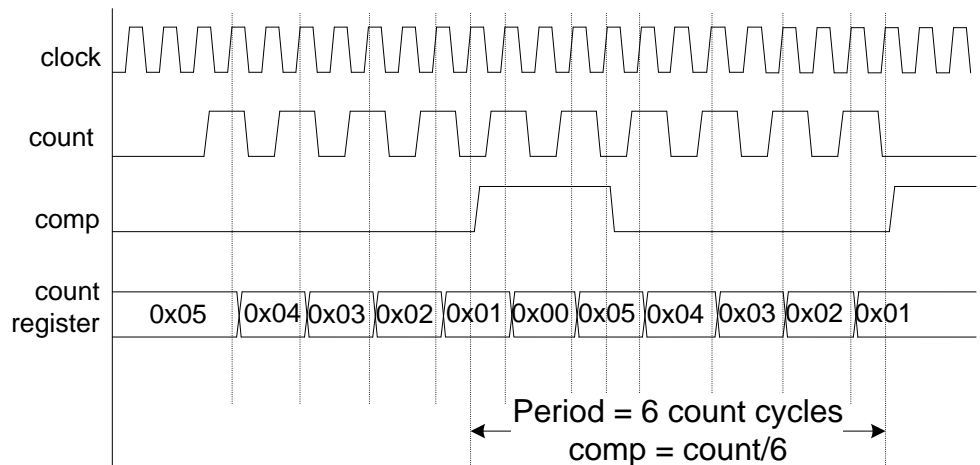 clock
count
comp
count
register
0x05 0x04 0x03 0x02 0x01 0x00 0x05 0x04 0x03 0x02 0x01
Period = 6 count cycles
comp = count/6